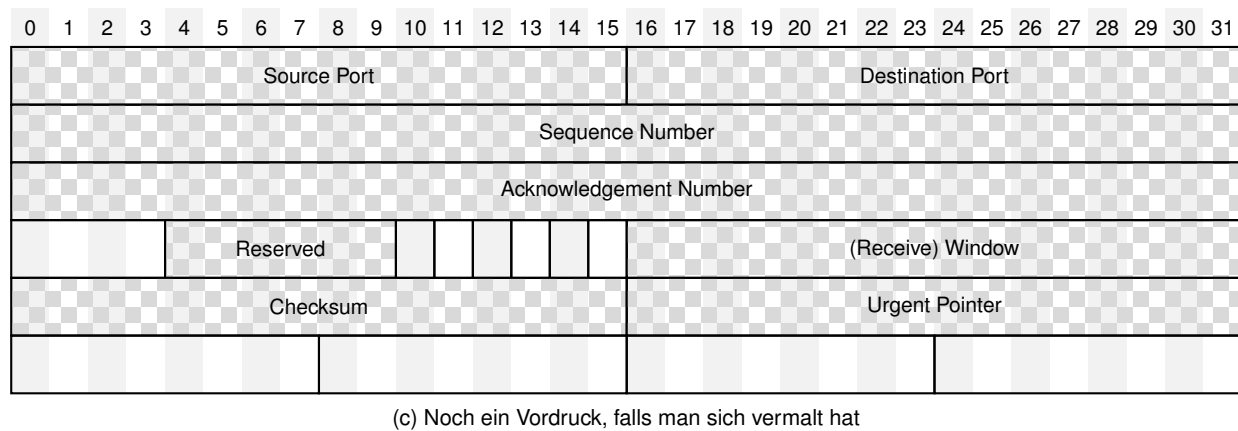 0 1 2 3 4 5 6 7 8 9 10 11 12 13 14 15 16 17 18 19 20 21 22 23 24 25 26 27 28 29 30 31
Source Port Destination Port
Sequence Number
Acknowledgement Number
Reserved (Receive) Window
Checksum Urgent Pointer
(c) Noch ein Vordruck, falls man sich vermalt hat